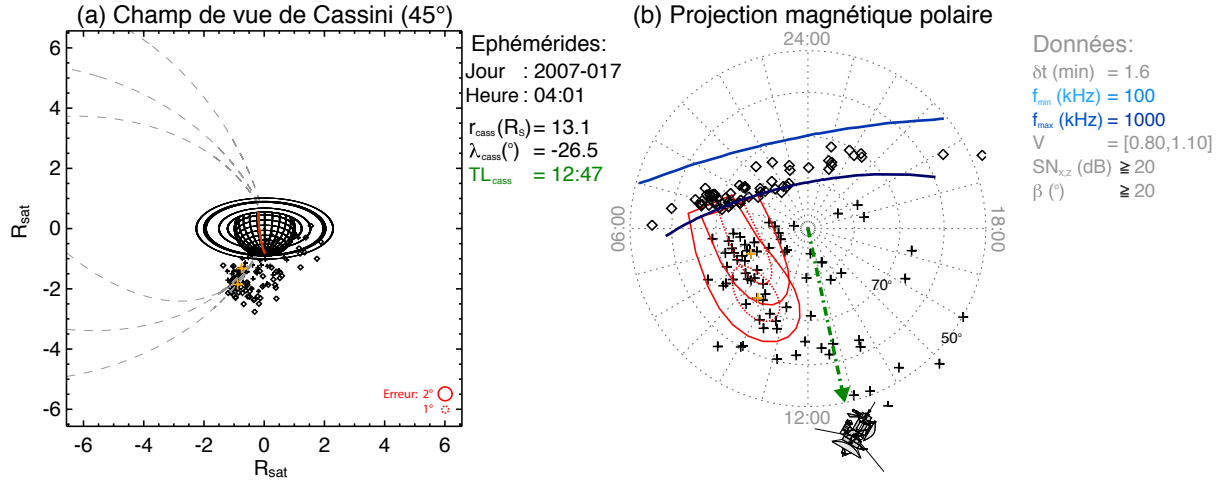 (a) Champ de vue de Cassini (45°)
6
4
2
0
-2
-4
-6
R_sat
-6 -4 -2 0 2 4 6
R_sat
Erreur: 2°
1°
Ephémérides:
Jour : 2007-017
Heure : 04:01
r_cass (R_S) = 13.1
λ_cass (°) = -26.5
TL_cass = 12:47
(b) Projection magnétique polaire
24:00
06:00
18:00
70°
50°
12:00
Données:
δt (min) = 1.6
f_min (kHz) = 100
f_max (kHz) = 1000
V = [0.80,1.10]
SN_x,z (dB) ≧ 20
β (°) ≧ 20